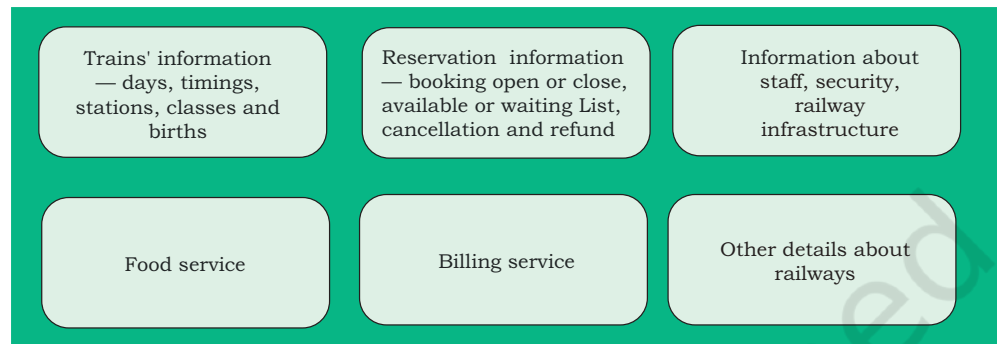 Trains' information
— days, timings,
stations, classes and
births
Reservation information
— booking open or close,
available or waiting List,
cancellation and refund
Information about
staff, security,
railway
infrastructure
Food service
Billing service
Other details about
railways
ed